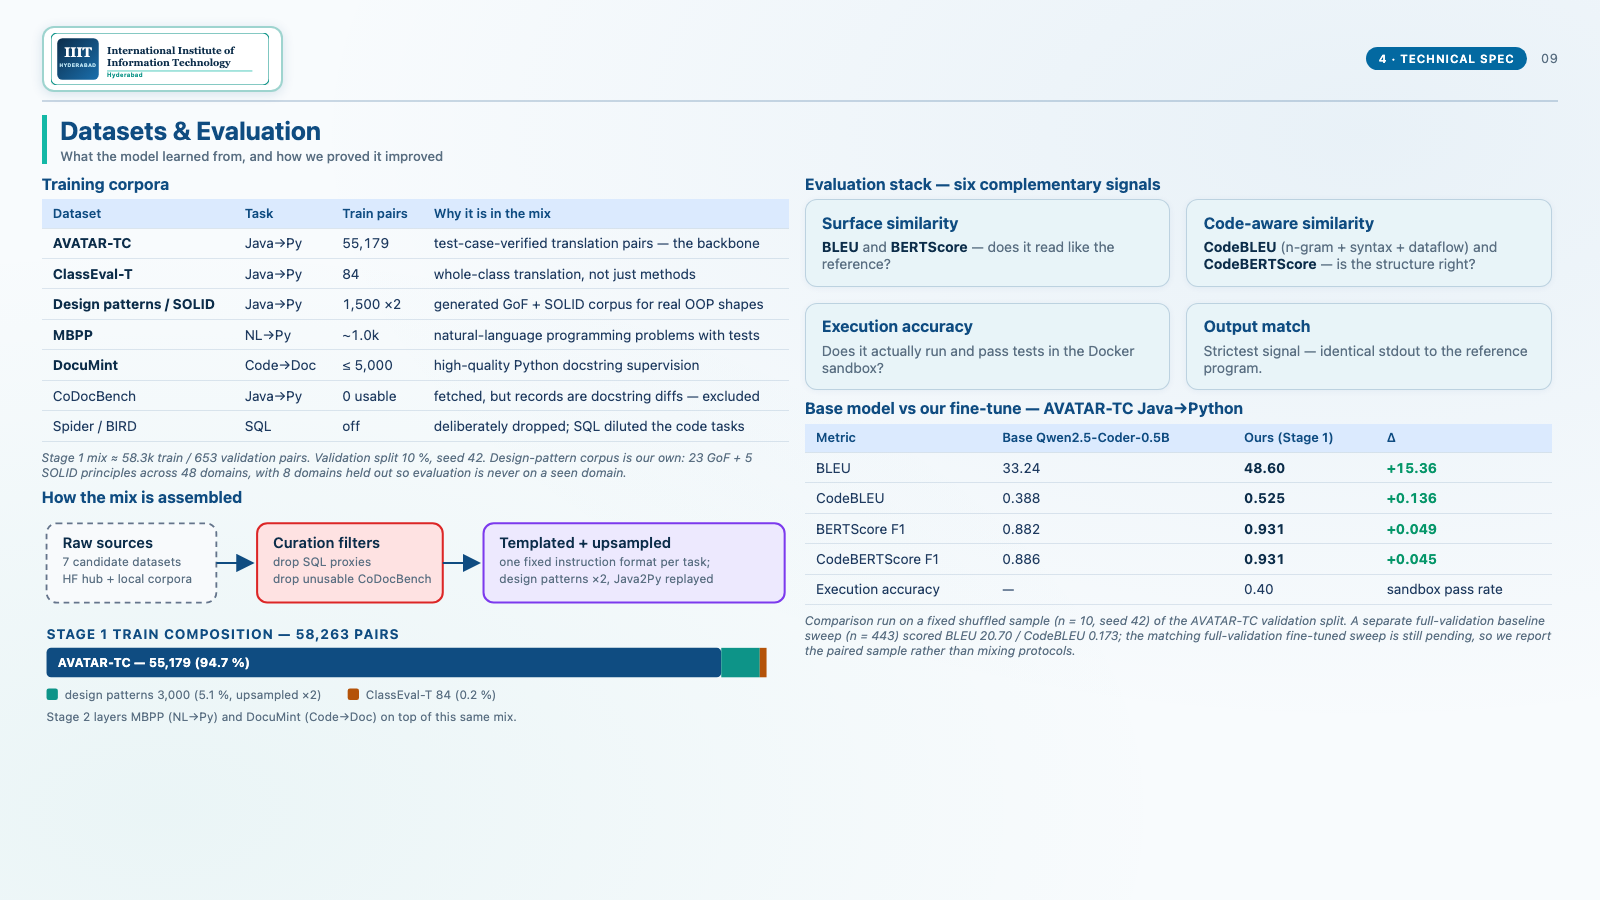 IIIT
HYDERABAD
International Institute of
Information Technology
Hyderabad
4 · TECHNICAL SPEC
09
Datasets & Evaluation
What the model learned from, and how we proved it improved
Training corpora
Dataset Task Train pairs Why it is in the mix
AVATAR-TC Java→Py 55,179 test-case-verified translation pairs — the backbone
ClassEval-T Java→Py 84 whole-class translation, not just methods
Design patterns / SOLID Java→Py 1,500 ×2 generated GoF + SOLID corpus for real OOP shapes
MBPP NL→Py ~1.0k natural-language programming problems with tests
DocuMint Code→Doc ≤ 5,000 high-quality Python docstring supervision
CoDocBench Java→Py 0 usable fetched, but records are docstring diffs — excluded
Spider / BIRD SQL off deliberately dropped; SQL diluted the code tasks
Stage 1 mix ≈ 58.3k train / 653 validation pairs. Validation split 10 %, seed 42. Design-pattern corpus is our own: 23 GoF + 5
SOLID principles across 48 domains, with 8 domains held out so evaluation is never on a seen domain.
How the mix is assembled
Raw sources
7 candidate datasets
HF hub + local corpora
Curation filters
drop SQL proxies
drop unusable CoDocBench
Templated + upsampled
one fixed instruction format per task;
design patterns ×2, Java2Py replayed
STAGE 1 TRAIN COMPOSITION — 58,263 PAIRS
AVATAR-TC — 55,179 (94.7 %)
design patterns 3,000 (5.1 %, upsampled ×2) ClassEval-T 84 (0.2 %)
Stage 2 layers MBPP (NL→Py) and DocuMint (Code→Doc) on top of this same mix.
Evaluation stack — six complementary signals
Surface similarity
BLEU and BERTScore — does it read like the
reference?
Code-aware similarity
CodeBLEU (n-gram + syntax + dataflow) and
CodeBERTScore — is the structure right?
Execution accuracy
Does it actually run and pass tests in the Docker
sandbox?
Output match
Strictest signal — identical stdout to the reference
program.
Base model vs our fine-tune — AVATAR-TC Java→Python
Metric Base Qwen2.5-Coder-0.5B Ours (Stage 1) Δ
BLEU 33.24 48.60 +15.36
CodeBLEU 0.388 0.525 +0.136
BERTScore F1 0.882 0.931 +0.049
CodeBERTScore F1 0.886 0.931 +0.045
Execution accuracy — 0.40 sandbox pass rate
Comparison run on a fixed shuffled sample (n = 10, seed 42) of the AVATAR-TC validation split. A separate full-validation baseline
sweep (n = 443) scored BLEU 20.70 / CodeBLEU 0.173; the matching full-validation fine-tuned sweep is still pending, so we report
the paired sample rather than mixing protocols.